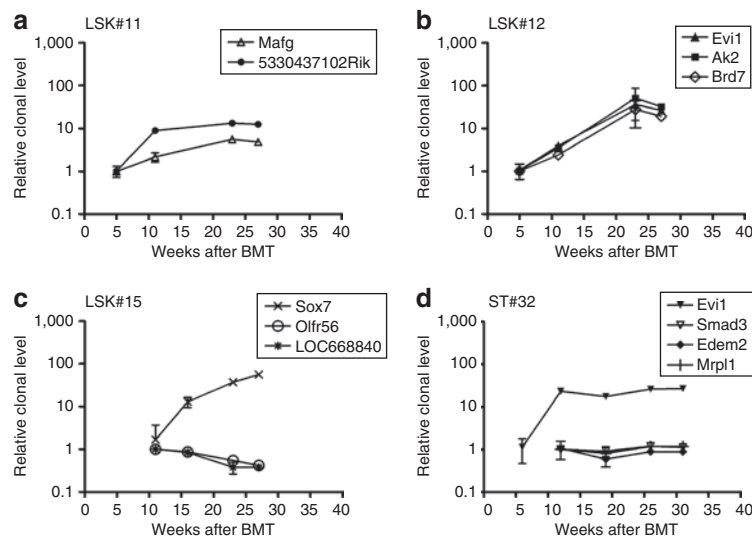 a
LSK#11
Mafg
5330437102Rik
Relative clonal level
1,000
100
10
1
0.1
0 5 10 15 20 25 30 35 40
Weeks after BMT
b
LSK#12
Evi1
Ak2
Brd7
Relative clonal level
1,000
100
10
1
0.1
0 5 10 15 20 25 30 35 40
Weeks after BMT
c
LSK#15
Sox7
Olfr56
LOC668840
Relative clonal level
1,000
100
10
1
0.1
0 5 10 15 20 25 30 35 40
Weeks after BMT
d
ST#32
Evi1
Smad3
Edem2
Mrpl1
Relative clonal level
1,000
100
10
1
0.1
0 5 10 15 20 25 30 35 40
Weeks after BMT